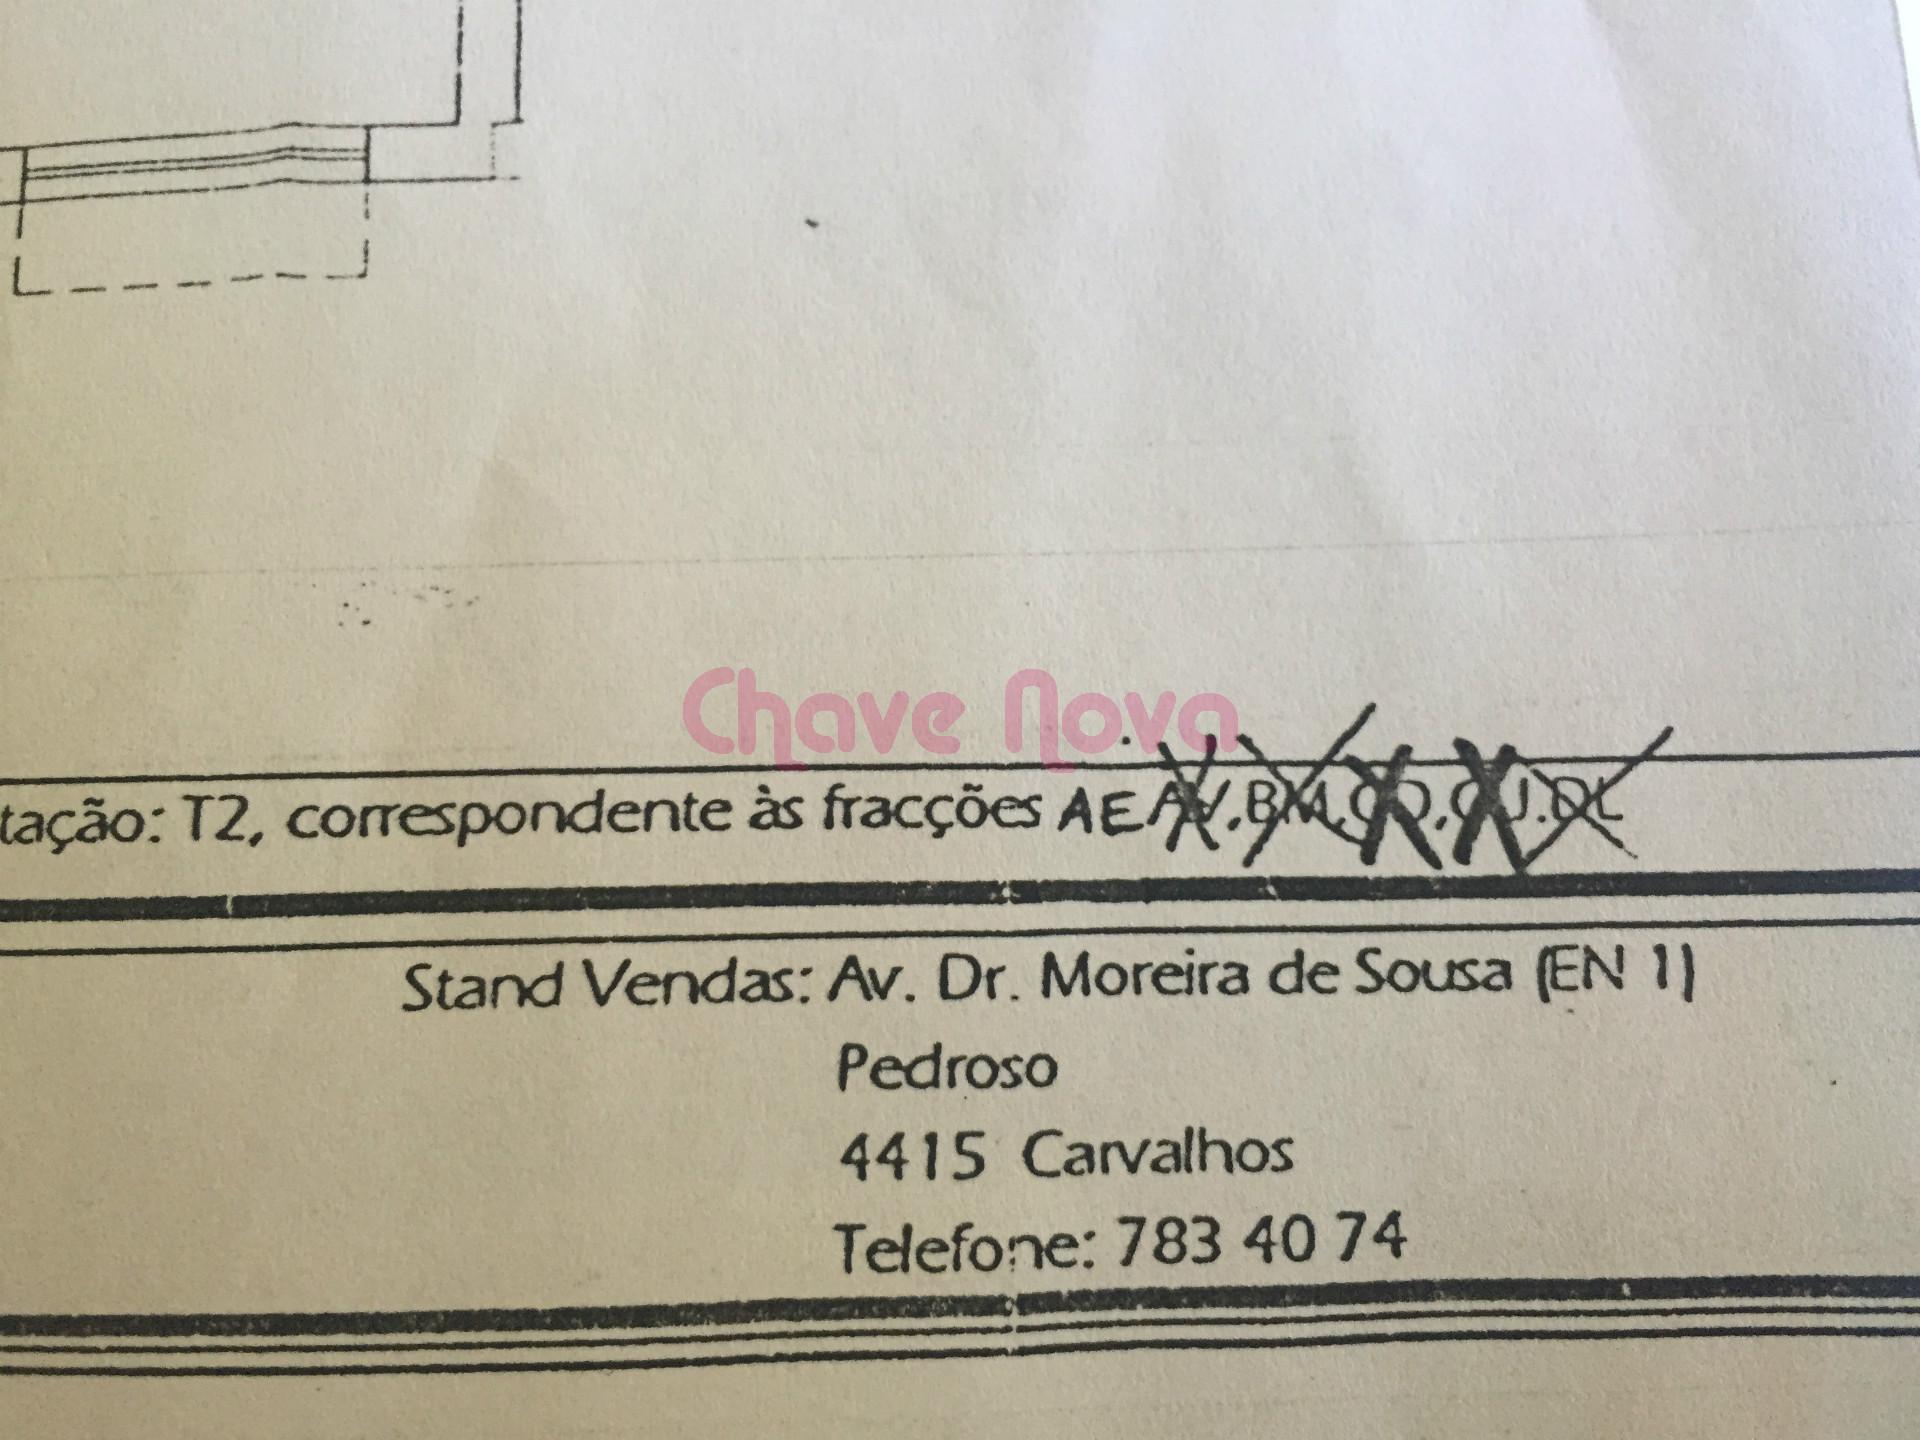 Chave Nova
tação: T2, correspondente às fracções AE
Stand Vendas: Av. Dr. Moreira de Sousa (EN 1)
Pedroso
4415 Carvalhos
Telefone: 783 40 74